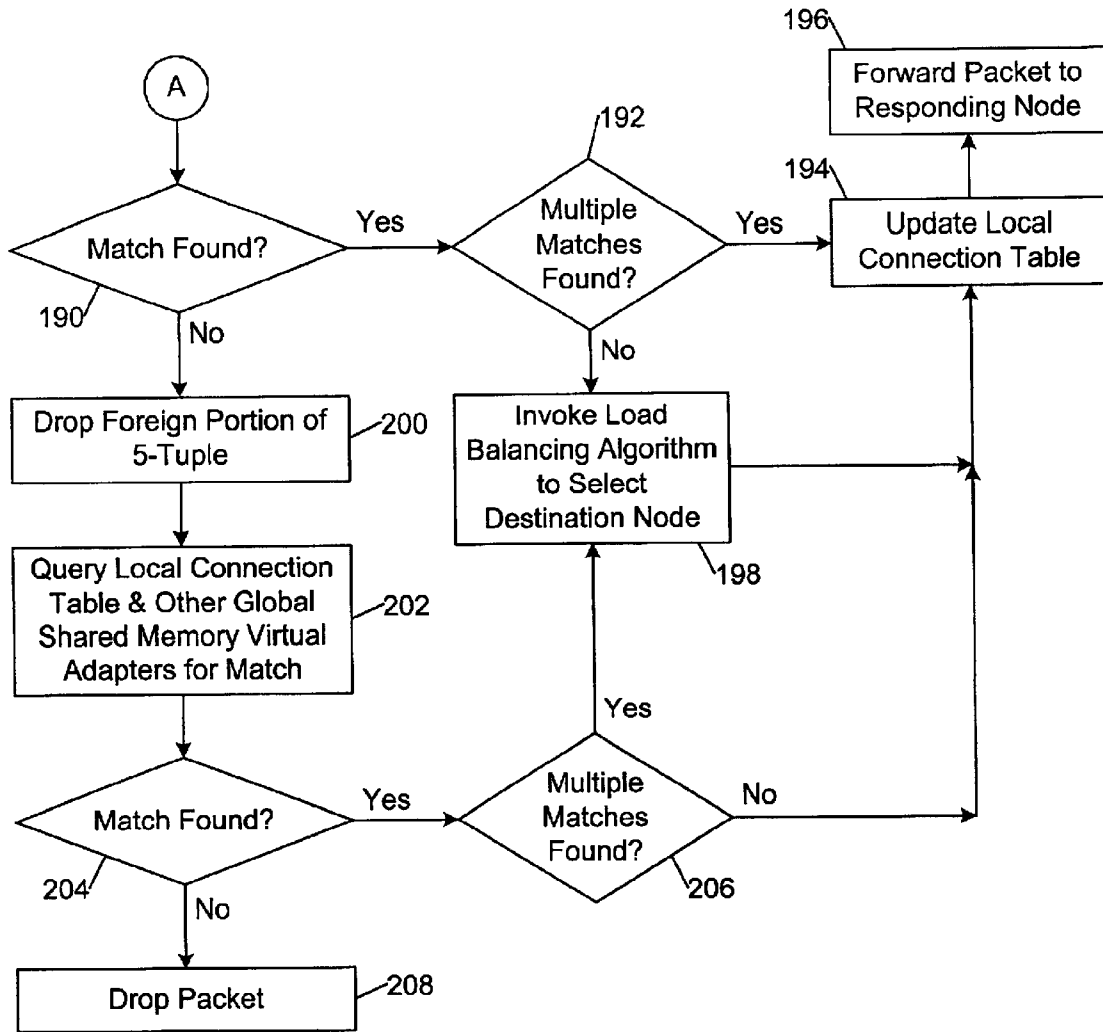 A
Match Found?
190
Yes
No
192
Multiple
Matches
Found?
Yes
No
196
Forward Packet to
Responding Node
194
Update Local
Connection Table
Drop Foreign Portion of
5-Tuple
200
Invoke Load
Balancing Algorithm
to Select
Destination Node
198
Query Local Connection
Table & Other Global
Shared Memory Virtual
Adapters for Match
202
Match Found?
204
Yes
No
Multiple
Matches
Found?
206
Yes
No
Drop Packet
208